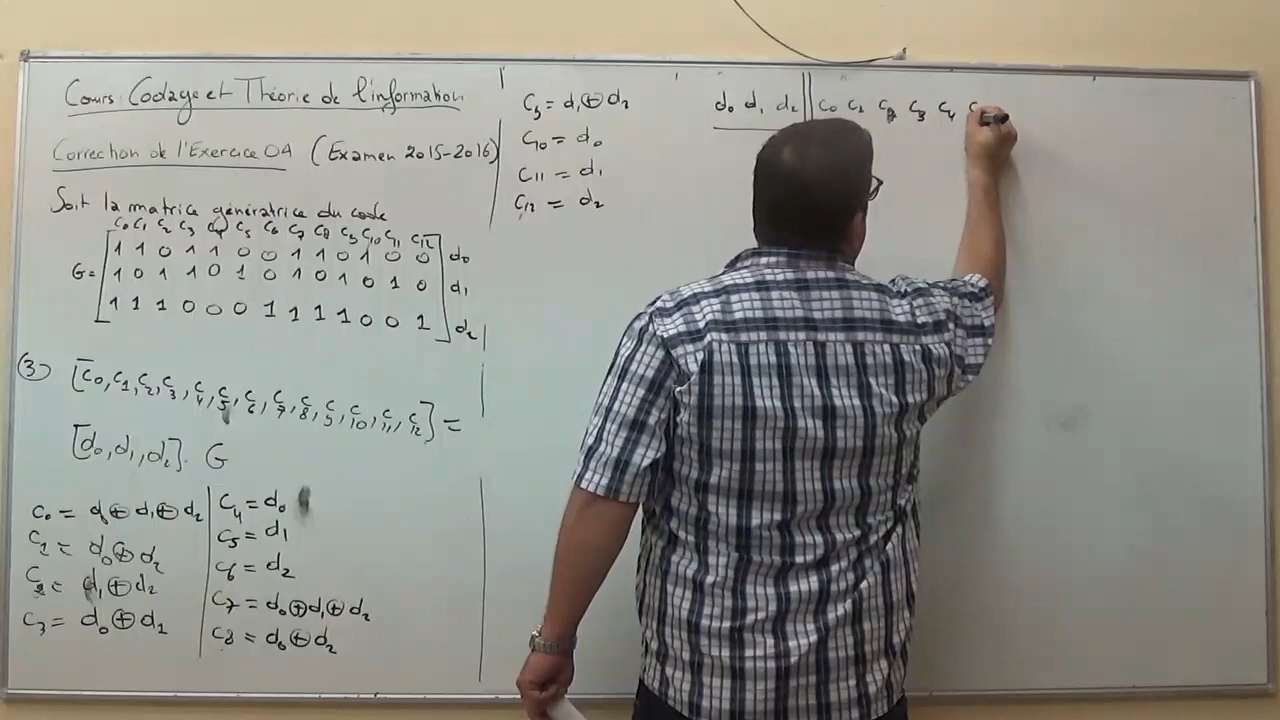 Cours Codage et Théorie de l'information
Correction de l'Exercice 04 (Examen 2015-2016)
Soit la matrice génératrice du code
C0 C1 C2 C3 C4 C5 C6 C7 C8 C9 C10 C11 C12
1 1 0 1 1 0 0 1 1 0 1 0 0 d0
G= 1 0 1 1 0 1 0 1 0 1 0 1 0 d1
1 1 1 0 0 0 1 1 1 1 0 0 1 d2
③ [C0, C1, C2, C3, C4, C5, C6, C7, C8, C9, C10, C11, C12] =
[d0, d1, d2]. G
C0 = d0 ⊕ d1 ⊕ d2
C1 = d0 ⊕ d2
C2 = d1 ⊕ d2
C3 = d0 ⊕ d1
C4 = d0
C5 = d1
C6 = d2
C7 = d0 ⊕ d1 ⊕ d2
C8 = d0 ⊕ d2
C9 = d1 ⊕ d2
C10 = d0
C11 = d1
C12 = d2
d0 d1 d2 || C0 C1 C2 C3 C4 C